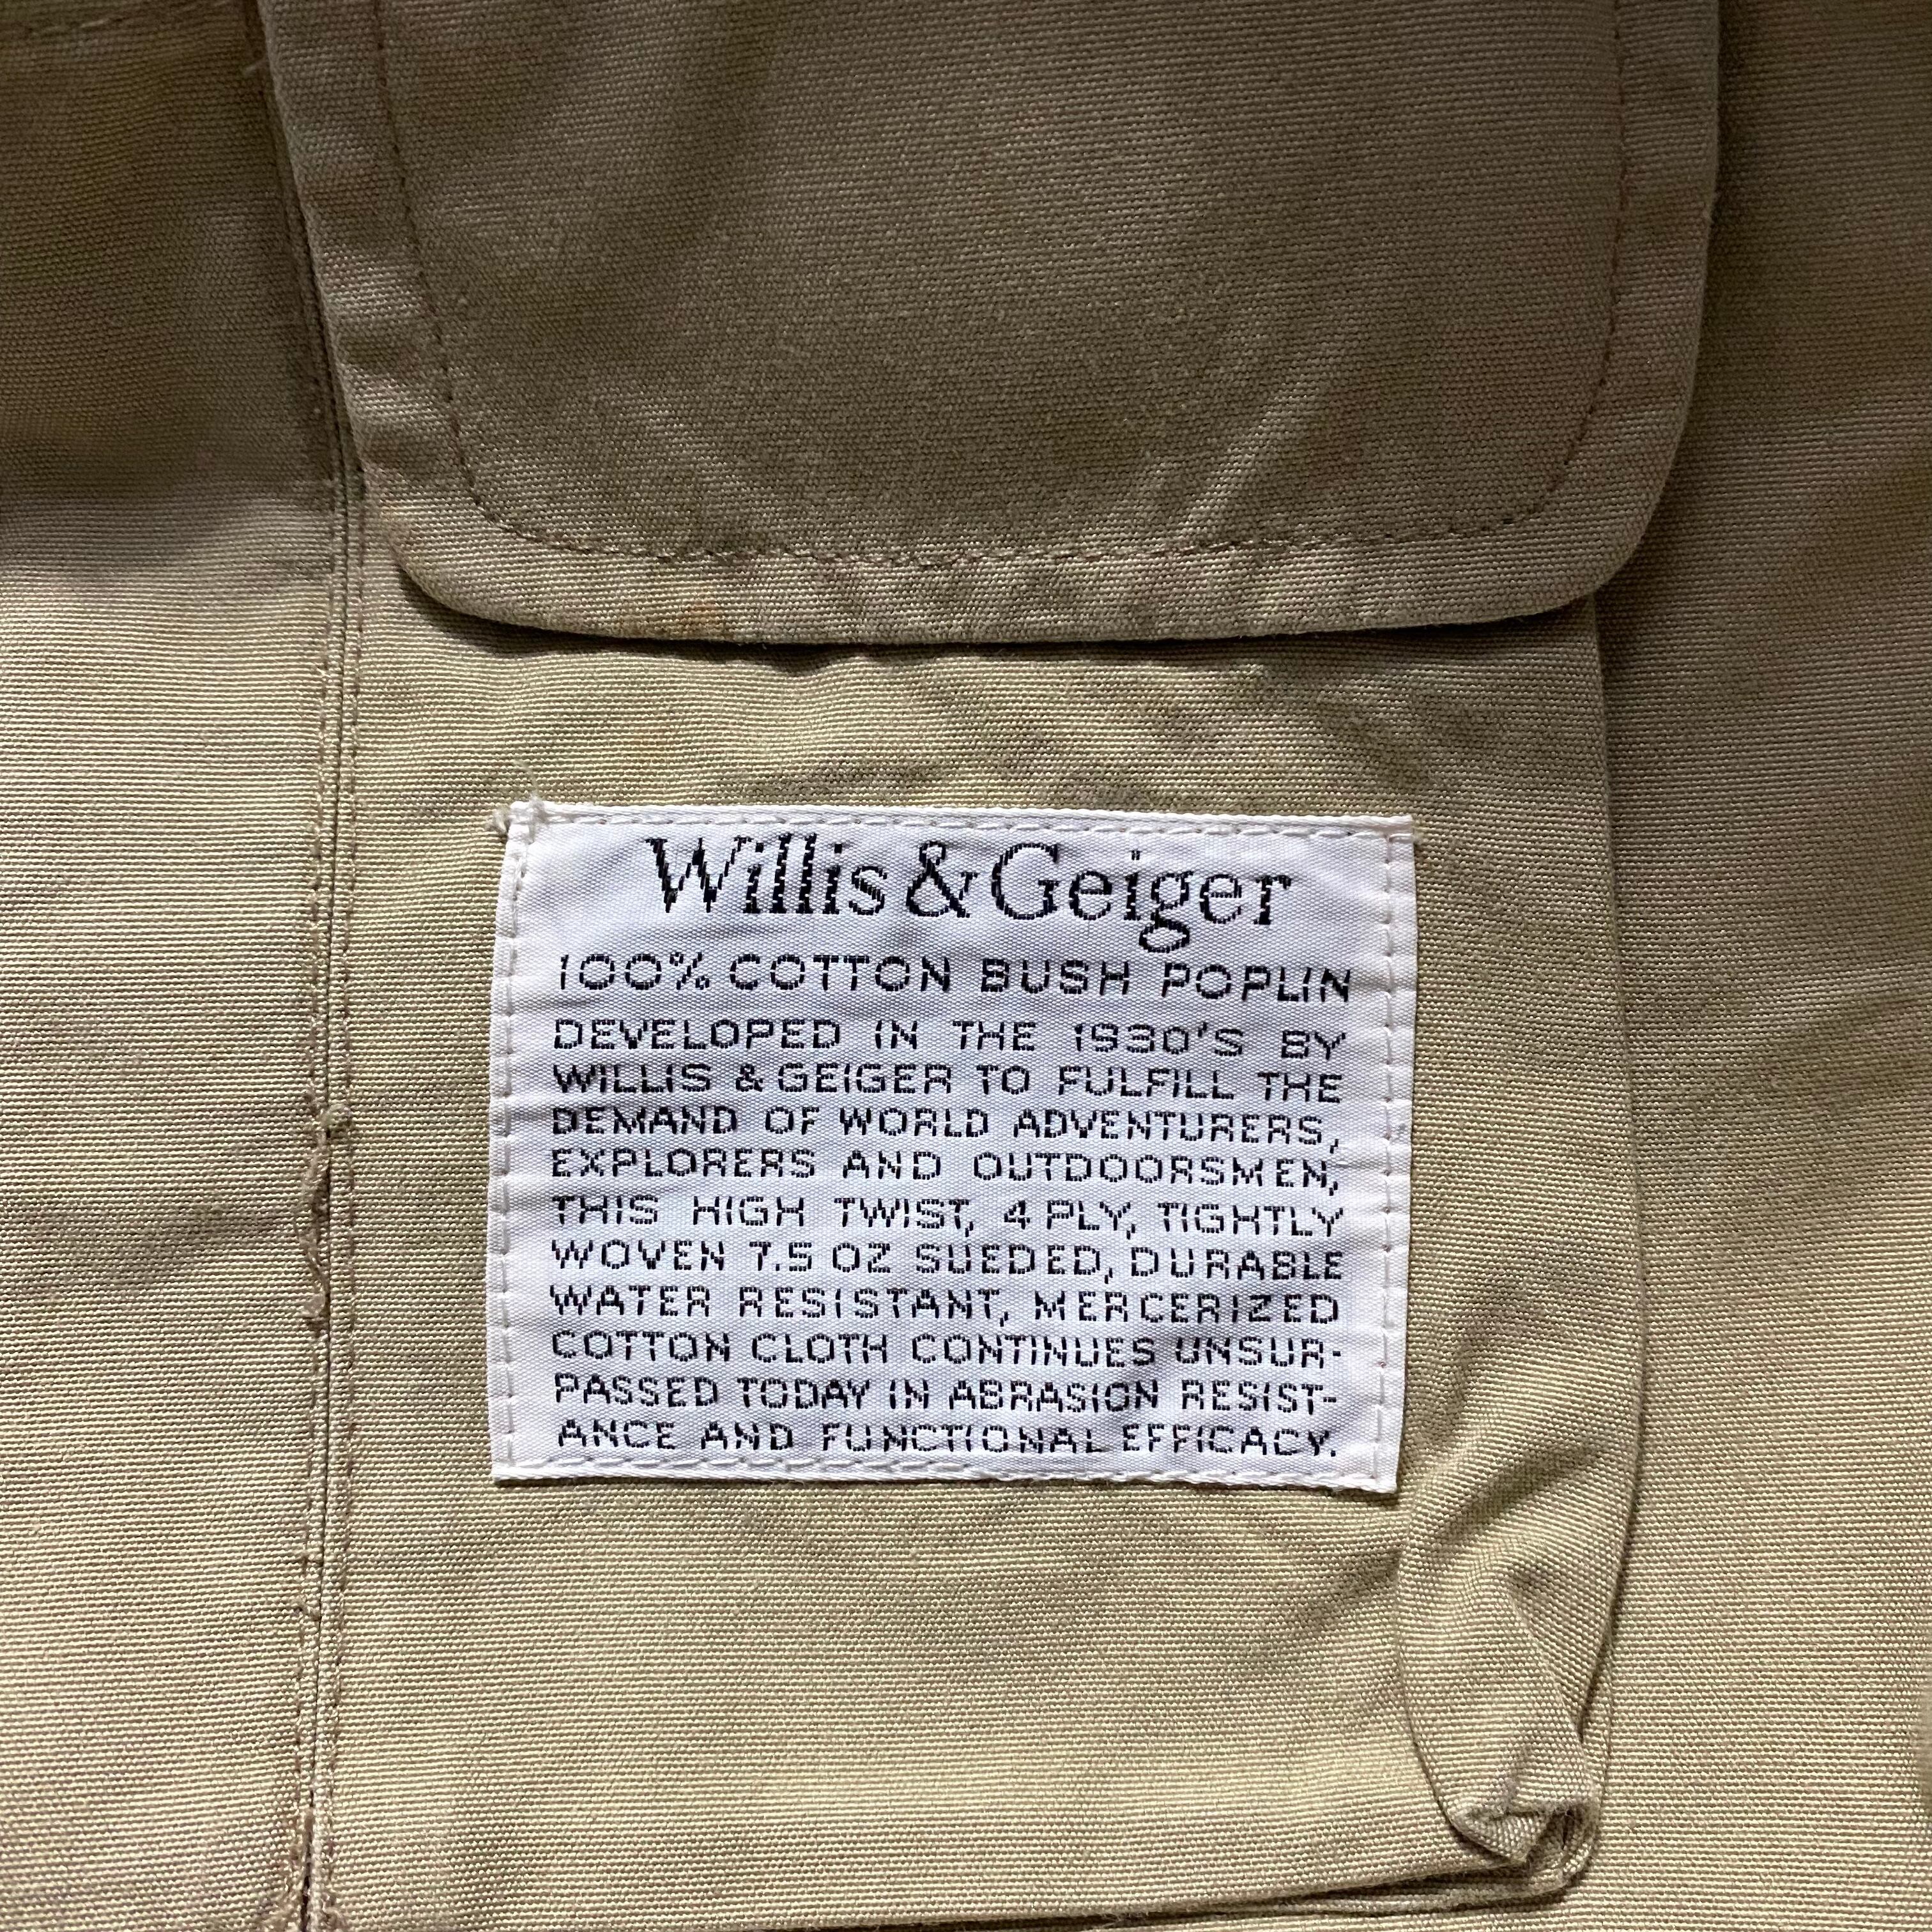 Willis & Geiger
100% COTTON BUSH POPLIN
DEVELOPED IN THE 1930'S BY
WILLIS & GEIGER TO FULFILL THE
DEMAND OF WORLD ADVENTURERS,
EXPLORERS AND OUTDOORSMEN,
THIS HIGH TWIST, 4 PLY, TIGHTLY
WOVEN 7.5 OZ SUEDED, DURABLE
WATER RESISTANT, MERCERIZED
COTTON CLOTH CONTINUES UNSUR-
PASSED TODAY IN ABRASION RESIST-
ANCE AND FUNCTIONAL EFFICACY.